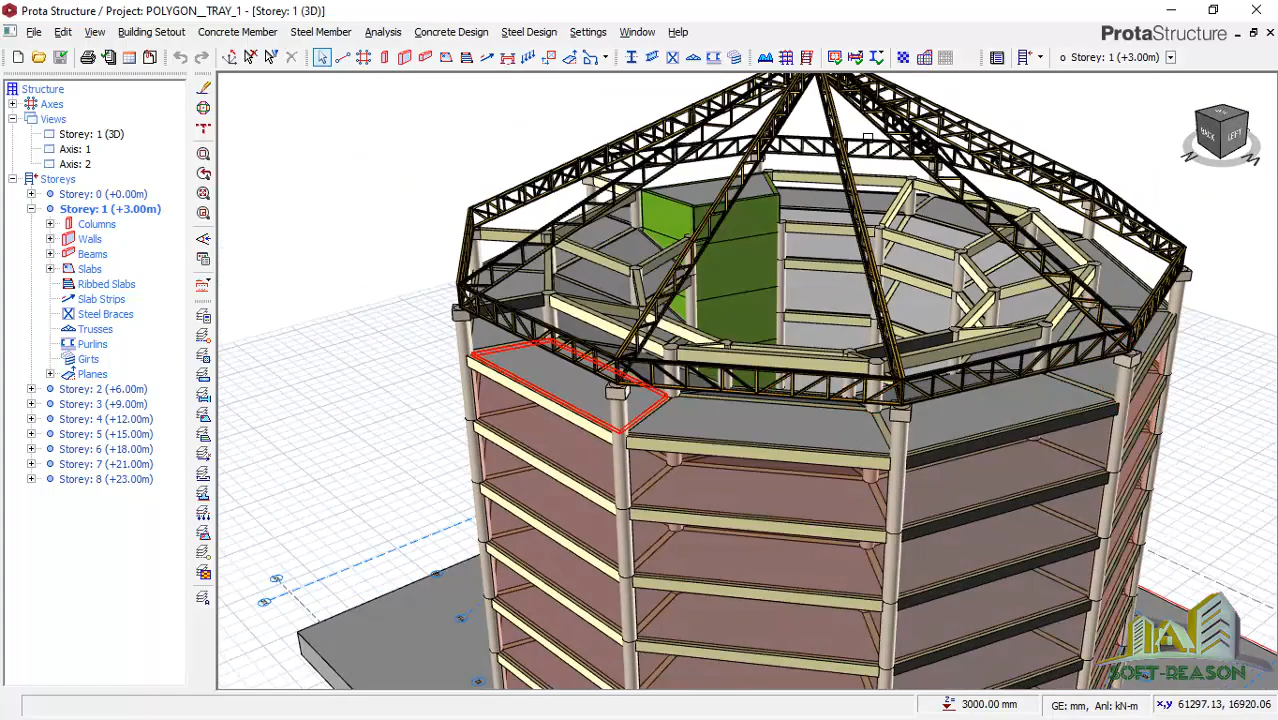 Prota Structure / Project: POLYGON__TRAY_1 - [Storey: 1 (3D)]
File Edit View Building Setout Concrete Member Steel Member Analysis Concrete Design Steel Design Settings Window Help
ProtaStructure
Storey: 1 (+3.00m)
Structure
Axes
Views
Storey: 1 (3D)
Axis: 1
Axis: 2
Storeys
Storey: 0 (+0.00m)
Storey: 1 (+3.00m)
Columns
Walls
Beams
Slabs
Ribbed Slabs
Slab Strips
Steel Braces
Trusses
Purlins
Girts
Planes
Storey: 2 (+6.00m)
Storey: 3 (+9.00m)
Storey: 4 (+12.00m)
Storey: 5 (+15.00m)
Storey: 6 (+18.00m)
Storey: 7 (+21.00m)
Storey: 8 (+23.00m)
BACK
LEFT
SOFT-REASON
Z= 3000.00 mm
GE: mm, Anl: kN-m
x,y 61297.13, 16920.06